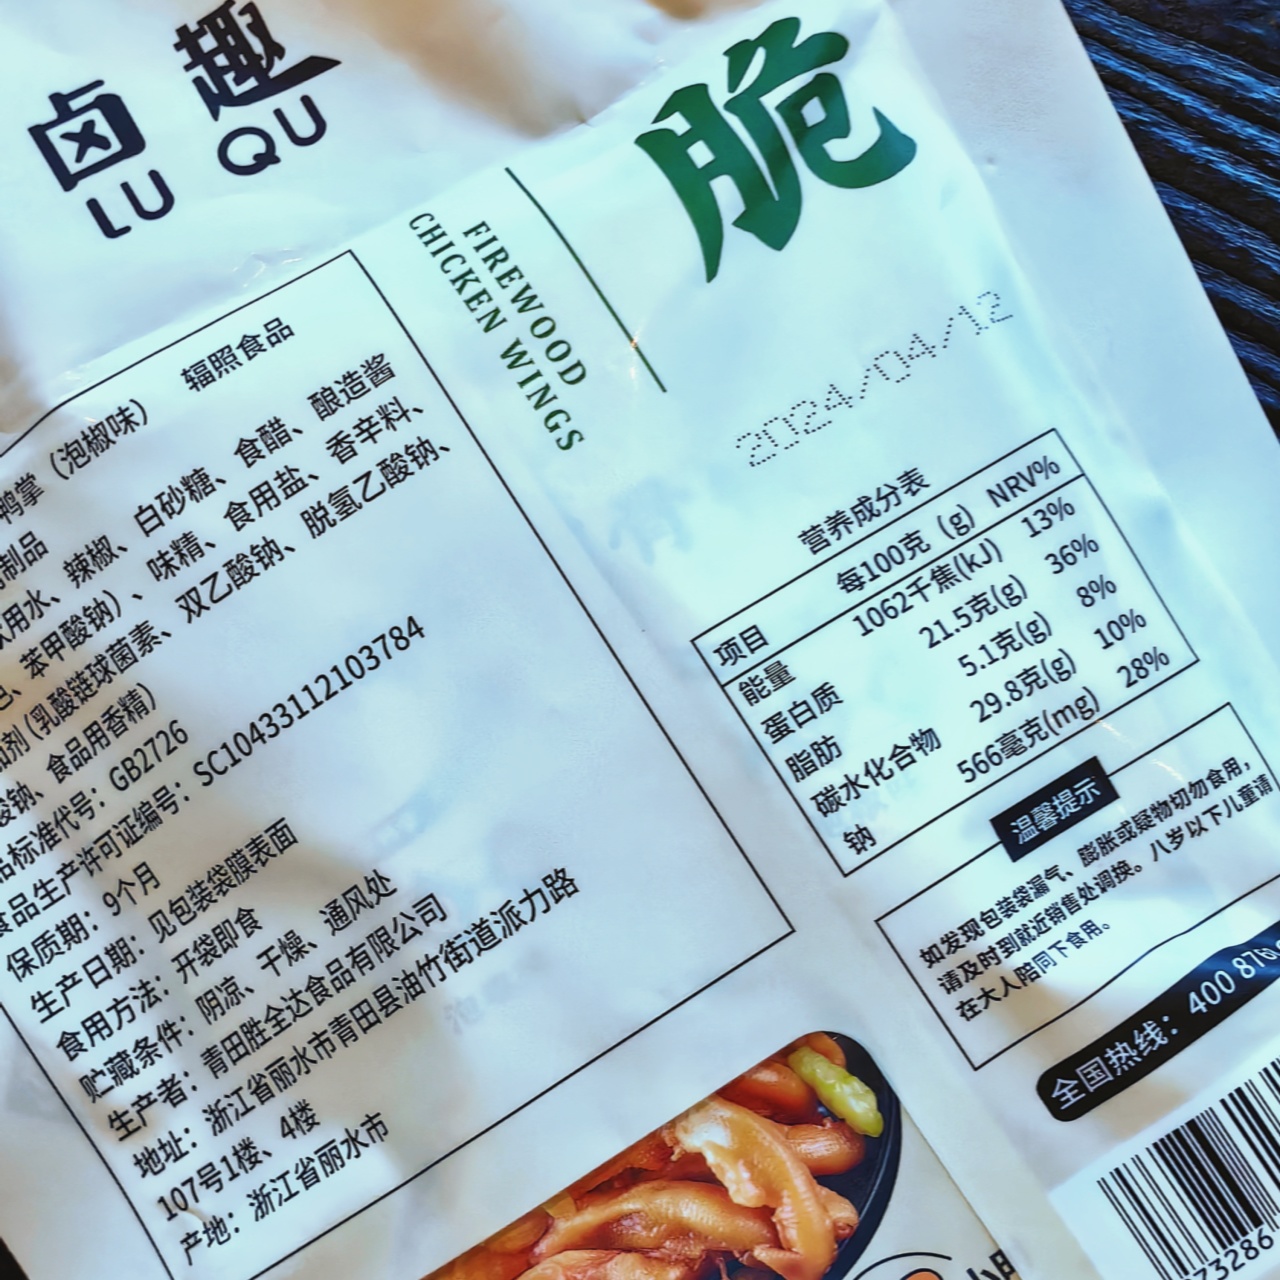 卤趣
LU QU
脆
FIREWOOD
CHICKEN WINGS
2024/04/12
鸭掌（泡椒味） 辐照食品
制品
饮用水、辣椒、白砂糖、食醋、酿造酱
、苯甲酸钠）、味精、食用盐、香辛料、
加剂（乳酸链球菌素、双乙酸钠、脱氢乙酸钠、
酸钠、食品用香精）
品标准代号：GB2726
食品生产许可证编号：SC10433112103784
保质期：9个月
生产日期：见包装袋膜表面
食用方法：开袋即食
贮藏条件：阴凉、干燥、通风处
生产者：青田胜全达食品有限公司
地址：浙江省丽水市青田县油竹街道派力路
107号1楼、4楼
产地：浙江省丽水市
营养成分表
项目 每100克（g） NRV%
能量 1062千焦(kJ) 13%
蛋白质 21.5克(g) 36%
脂肪 5.1克(g) 8%
碳水化合物 29.8克(g) 10%
钠 566毫克(mg) 28%
温馨提示
如发现包装袋漏气、膨胀或疑物切勿食用，
请及时到就近销售处调换。八岁以下儿童请
在大人陪同下食用。
全国热线：400 876
73286